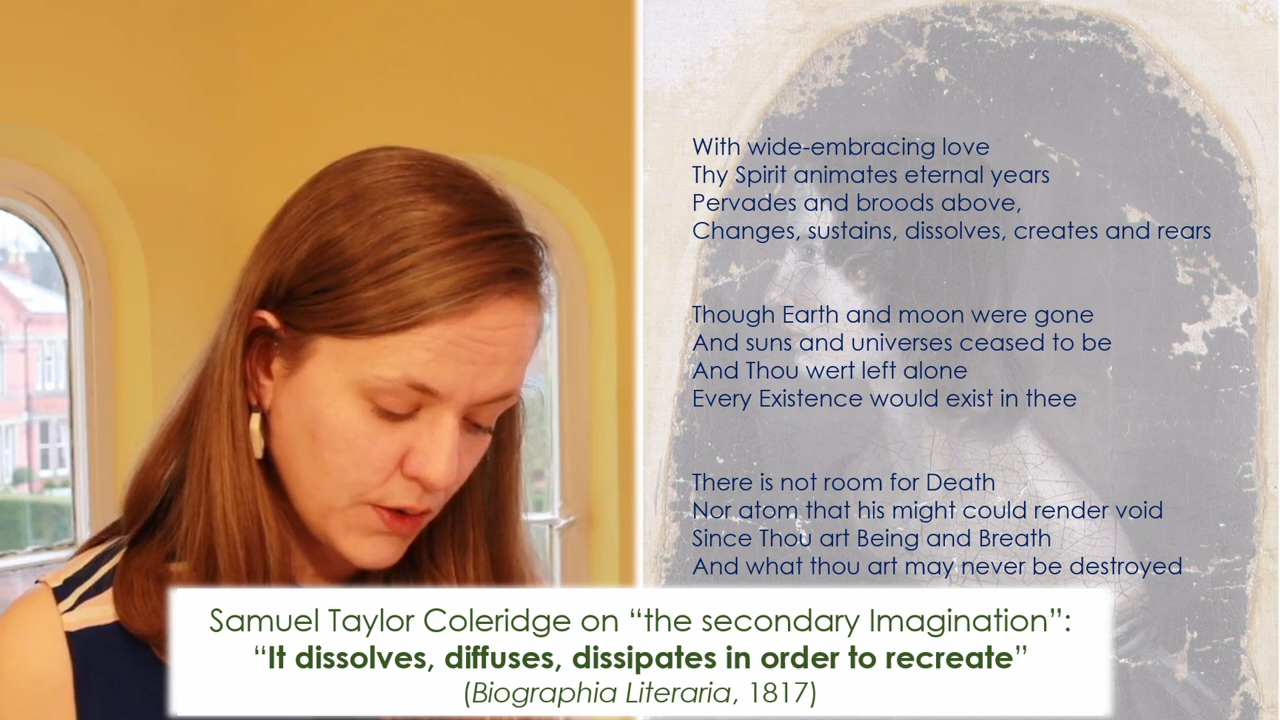 With wide-embracing love
Thy Spirit animates eternal years
Pervades and broods above,
Changes, sustains, dissolves, creates and rears
Though Earth and moon were gone
And suns and universes ceased to be
And Thou wert left alone
Every Existence would exist in thee
There is not room for Death
Nor atom that his might could render void
Since Thou art Being and Breath
And what thou art may never be destroyed
Samuel Taylor Coleridge on “the secondary Imagination”:
“It dissolves, diffuses, dissipates in order to recreate”
(Biographia Literaria, 1817)